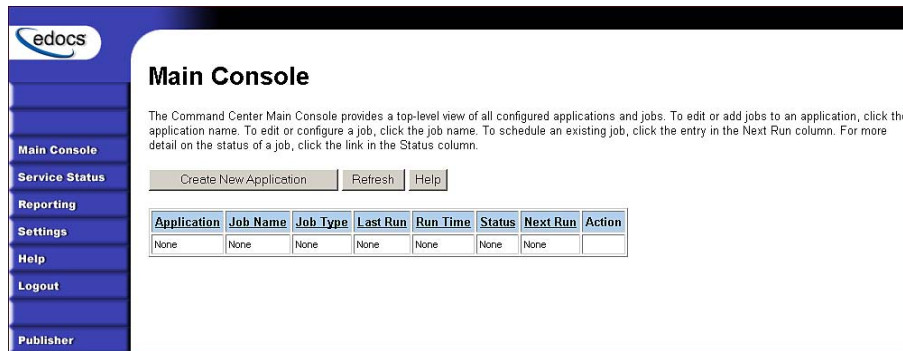 edocs
Main Console
The Command Center Main Console provides a top-level view of all configured applications and jobs. To edit or add jobs to an application, click the
application name. To edit or configure a job, click the job name. To schedule an existing job, click the entry in the Next Run column. For more
detail on the status of a job, click the link in the Status column.
Create New Application Refresh Help
Application Job Name Job Type Last Run Run Time Status Next Run Action
None None None None None None None
Main Console
Service Status
Reporting
Settings
Help
Logout
Publisher